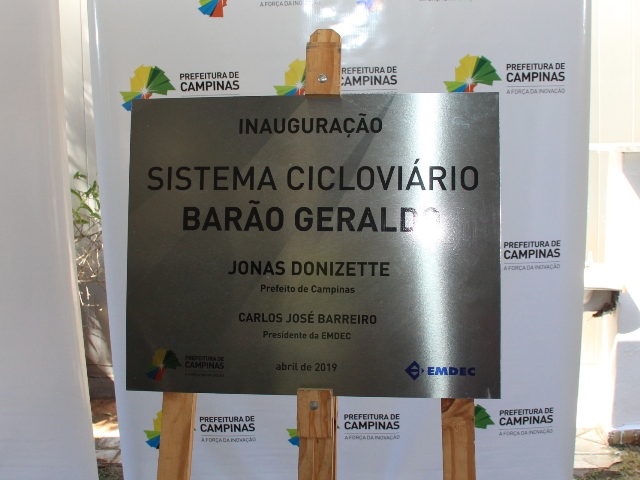 A FORÇA DA INOVAÇÃO
PREFEITURA DE
CAMPINAS
PREFEITURA DE
CAMPINAS
PREFEITURA DE
CAMPINAS
A FORÇA DA INOVAÇÃO
INAUGURAÇÃO
SISTEMA CICLOVIÁRIO
BARÃO GERALDO
JONAS DONIZETTE
Prefeito de Campinas
CARLOS JOSÉ BARREIRO
Presidente da EMDEC
PREFEITURA DE
CAMPINAS
abril de 2019
EMDEC
PREFEITURA DE
CAMPINAS
A FORÇA DA INOVAÇÃO
PREFEITURA DE
CAMPINAS
A FORÇA DA INOVAÇÃO
PREFEITURA DE
CAMPINAS
A FORÇA DA INOVAÇÃO
PREFEITURA DE
CAMPINAS
A FORÇA DA INOVAÇÃO